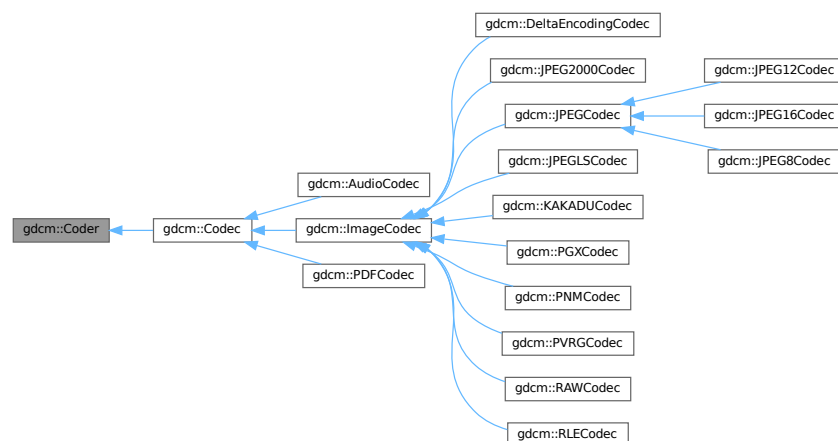 gdcm::DeltaEncodingCodec
gdcm::JPEG2000Codec
gdcm::JPEG12Codec
gdcm::JPEGCodec
gdcm::JPEG16Codec
gdcm::JPEGLSCodec
gdcm::JPEG8Codec
gdcm::AudioCodec
gdcm::KAKADUCodec
gdcm::Coder
gdcm::Codec
gdcm::ImageCodec
gdcm::PGXCodec
gdcm::PDFCodec
gdcm::PNMCodec
gdcm::PVRGCodec
gdcm::RAWCodec
gdcm::RLECodec